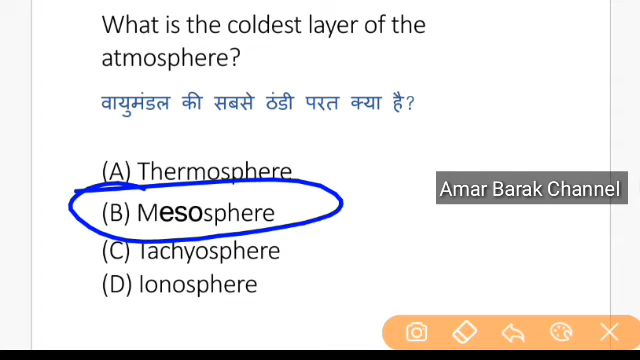 What is the coldest layer of the
atmosphere?
वायुमंडल की सबसे ठंडी परत क्या है?
(A) Thermosphere
(B) Mesosphere
Amar Barak Channel
(C) Tachyosphere
(D) Ionosphere